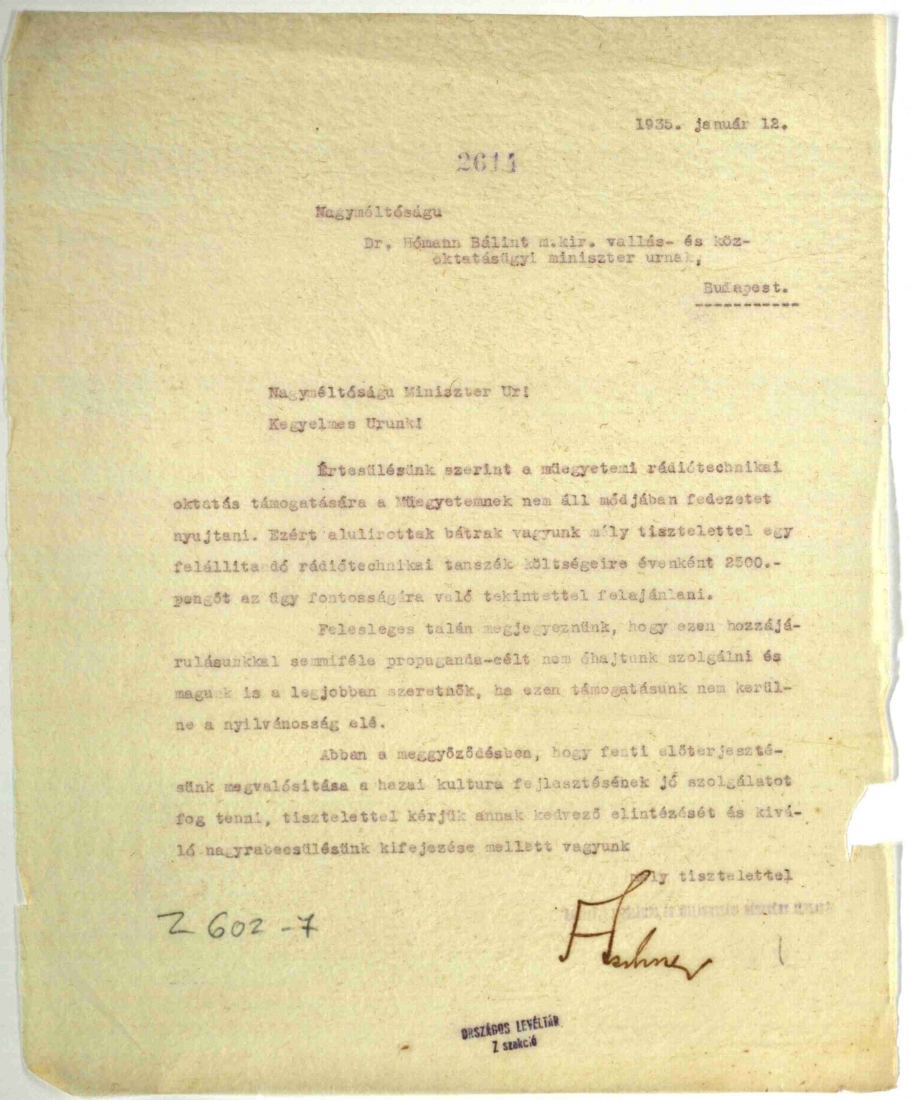 1935. január 12.
2614
Nagyméltóságu
Dr. Hómann Bálint m.kir. vallás- és köz-
oktatásügyi miniszter urnak,
Budapest.
Nagyméltóságu Miniszter Ur!
Kegyelmes Urunk!
Értesülésünk szerint a müegyetemi rádiótechnikai
oktatás támogatására a Müegyetemnek nem áll módjában fedezetet
nyujtani. Ezért alulirottak bátrak vagyunk mély tisztelettel egy
felállitandó rádiótechnikai tanszék költségeire évenként 2500.-
pengőt az ügy fontosságára való tekintettel felajánlani.
Felesleges talán megjegyeznünk, hogy ezen hozzájá-
rulásunkkal semmiféle propaganda-célt nem óhajtunk szolgálni és
magunk is a legjobban szeretnők, ha ezen támogatásunk nem kerül-
ne a nyilvánosság elé.
Abban a meggyőződésben, hogy fenti előterjeszté-
sünk megvalósitása a hazai kultura fejlesztésének jó szolgálatot
fog tenni, tisztelettel kérjük annak kedvező elintézését és kivá-
ló nagyrabecsülésünk kifejezése mellett vagyunk
mély tisztelettel
Z 602-7
Aschner
ORSZÁGOS LEVÉLTÁR
Z szekció